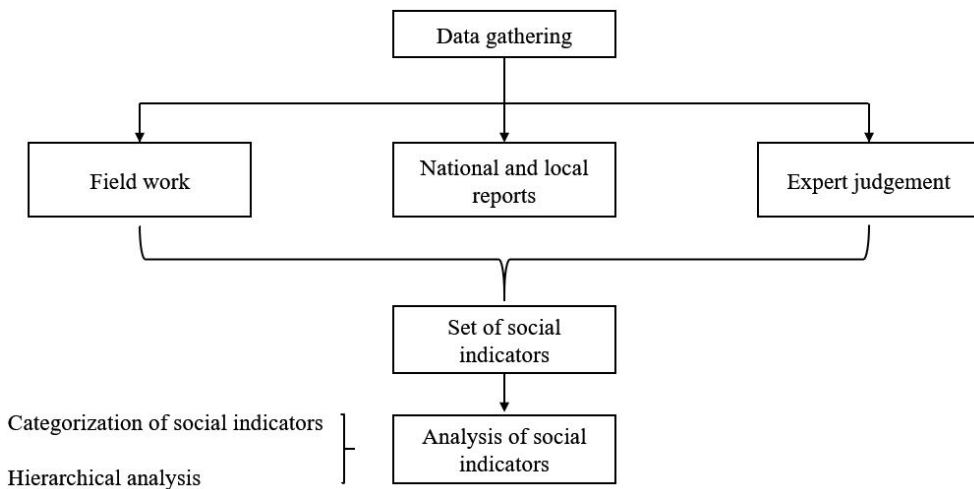 Data gathering
Field work
National and local
reports
Expert judgement
Set of social
indicators
Categorization of social indicators
Hierarchical analysis
Analysis of social
indicators